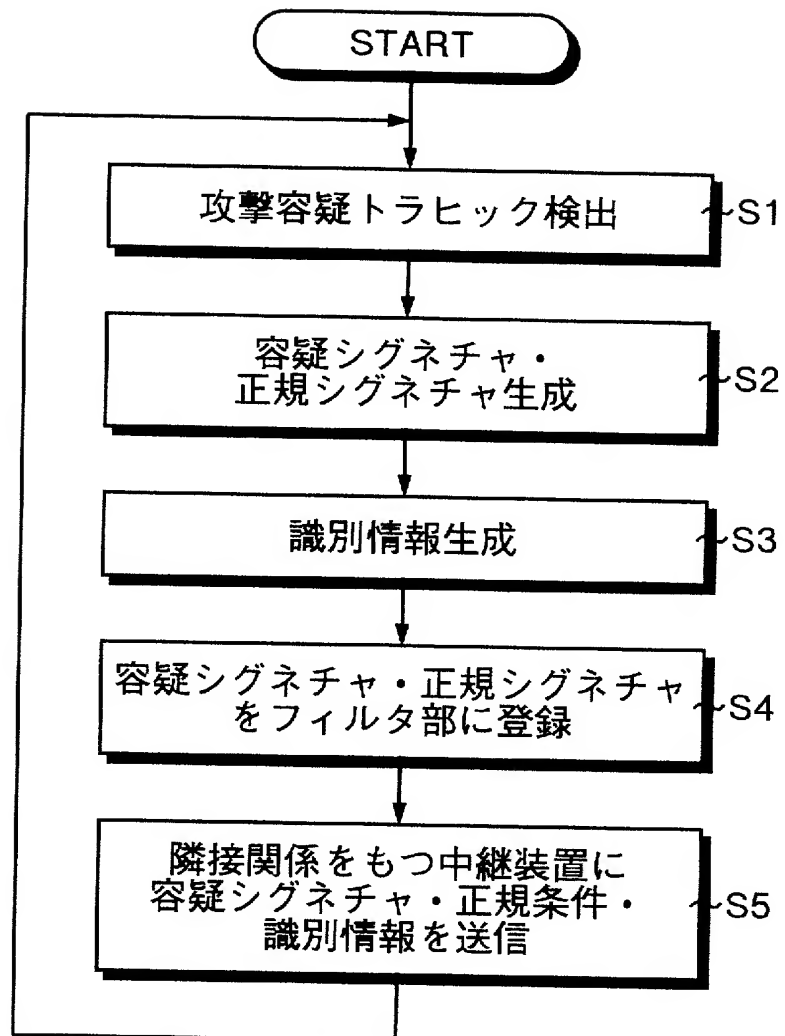 START
攻撃容疑トラヒック検出
S1
容疑シグネチャ・
正規シグネチャ生成
S2
識別情報生成
S3
容疑シグネチャ・正規シグネチャ
をフィルタ部に登録
S4
隣接関係をもつ中継装置に
容疑シグネチャ・正規条件・
識別情報を送信
S5